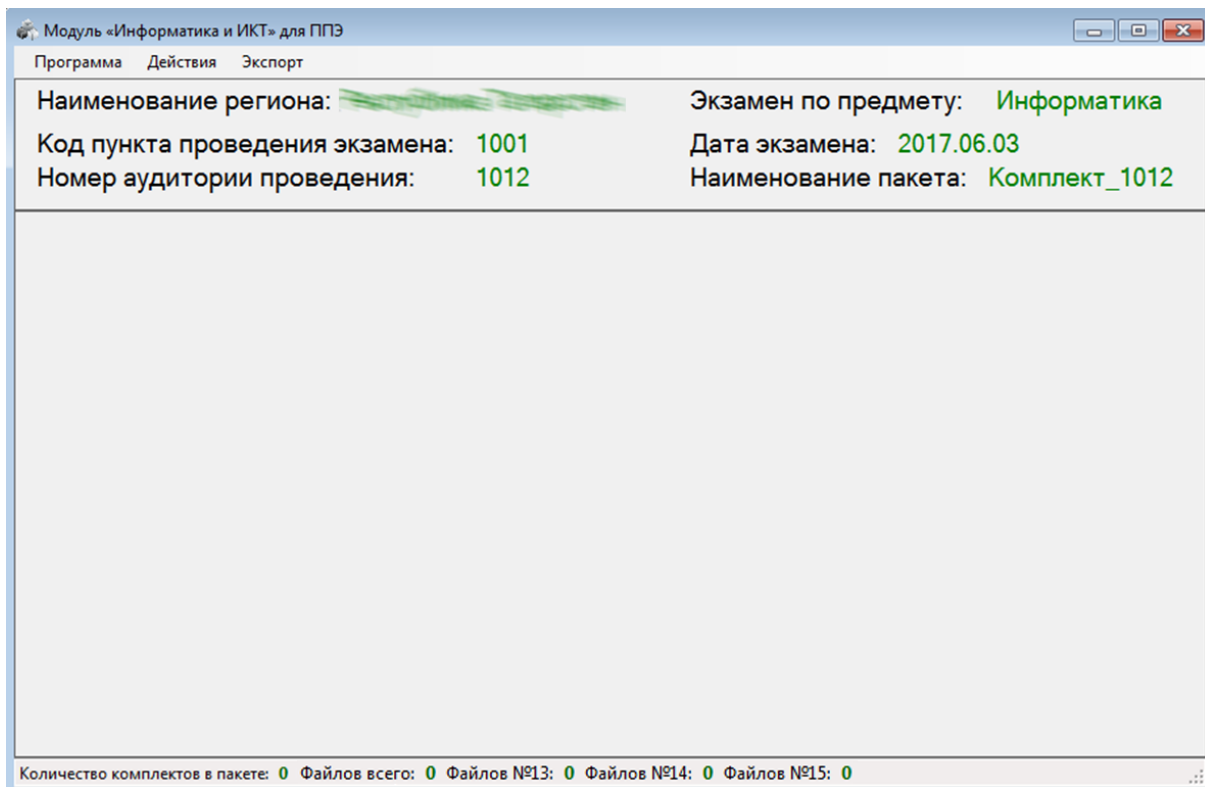 Модуль «Информатика и ИКТ» для ППЭ
Программа Действия Экспорт
Наименование региона: Экзамен по предмету: Информатика
Код пункта проведения экзамена: 1001 Дата экзамена: 2017.06.03
Номер аудитории проведения: 1012 Наименование пакета: Комплект_1012
Количество комплектов в пакете: 0 Файлов всего: 0 Файлов №13: 0 Файлов №14: 0 Файлов №15: 0